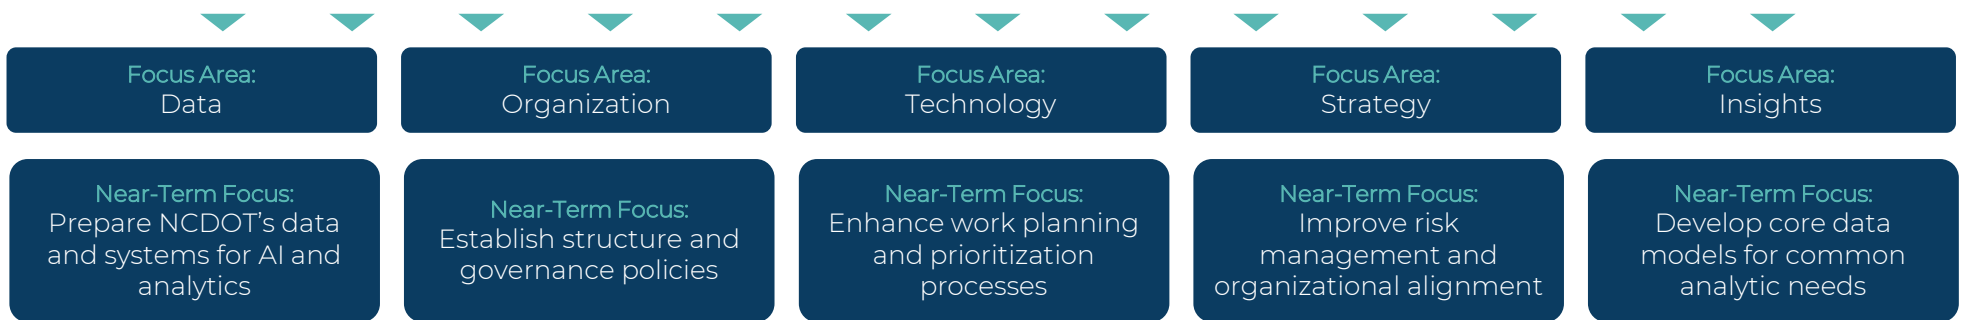 Focus Area:
Data
Focus Area:
Organization
Focus Area:
Technology
Focus Area:
Strategy
Focus Area:
Insights
Near-Term Focus:
Prepare NCDOT’s data
and systems for AI and
analytics
Near-Term Focus:
Establish structure and
governance policies
Near-Term Focus:
Enhance work planning
and prioritization
processes
Near-Term Focus:
Improve risk
management and
organizational alignment
Near-Term Focus:
Develop core data
models for common
analytic needs